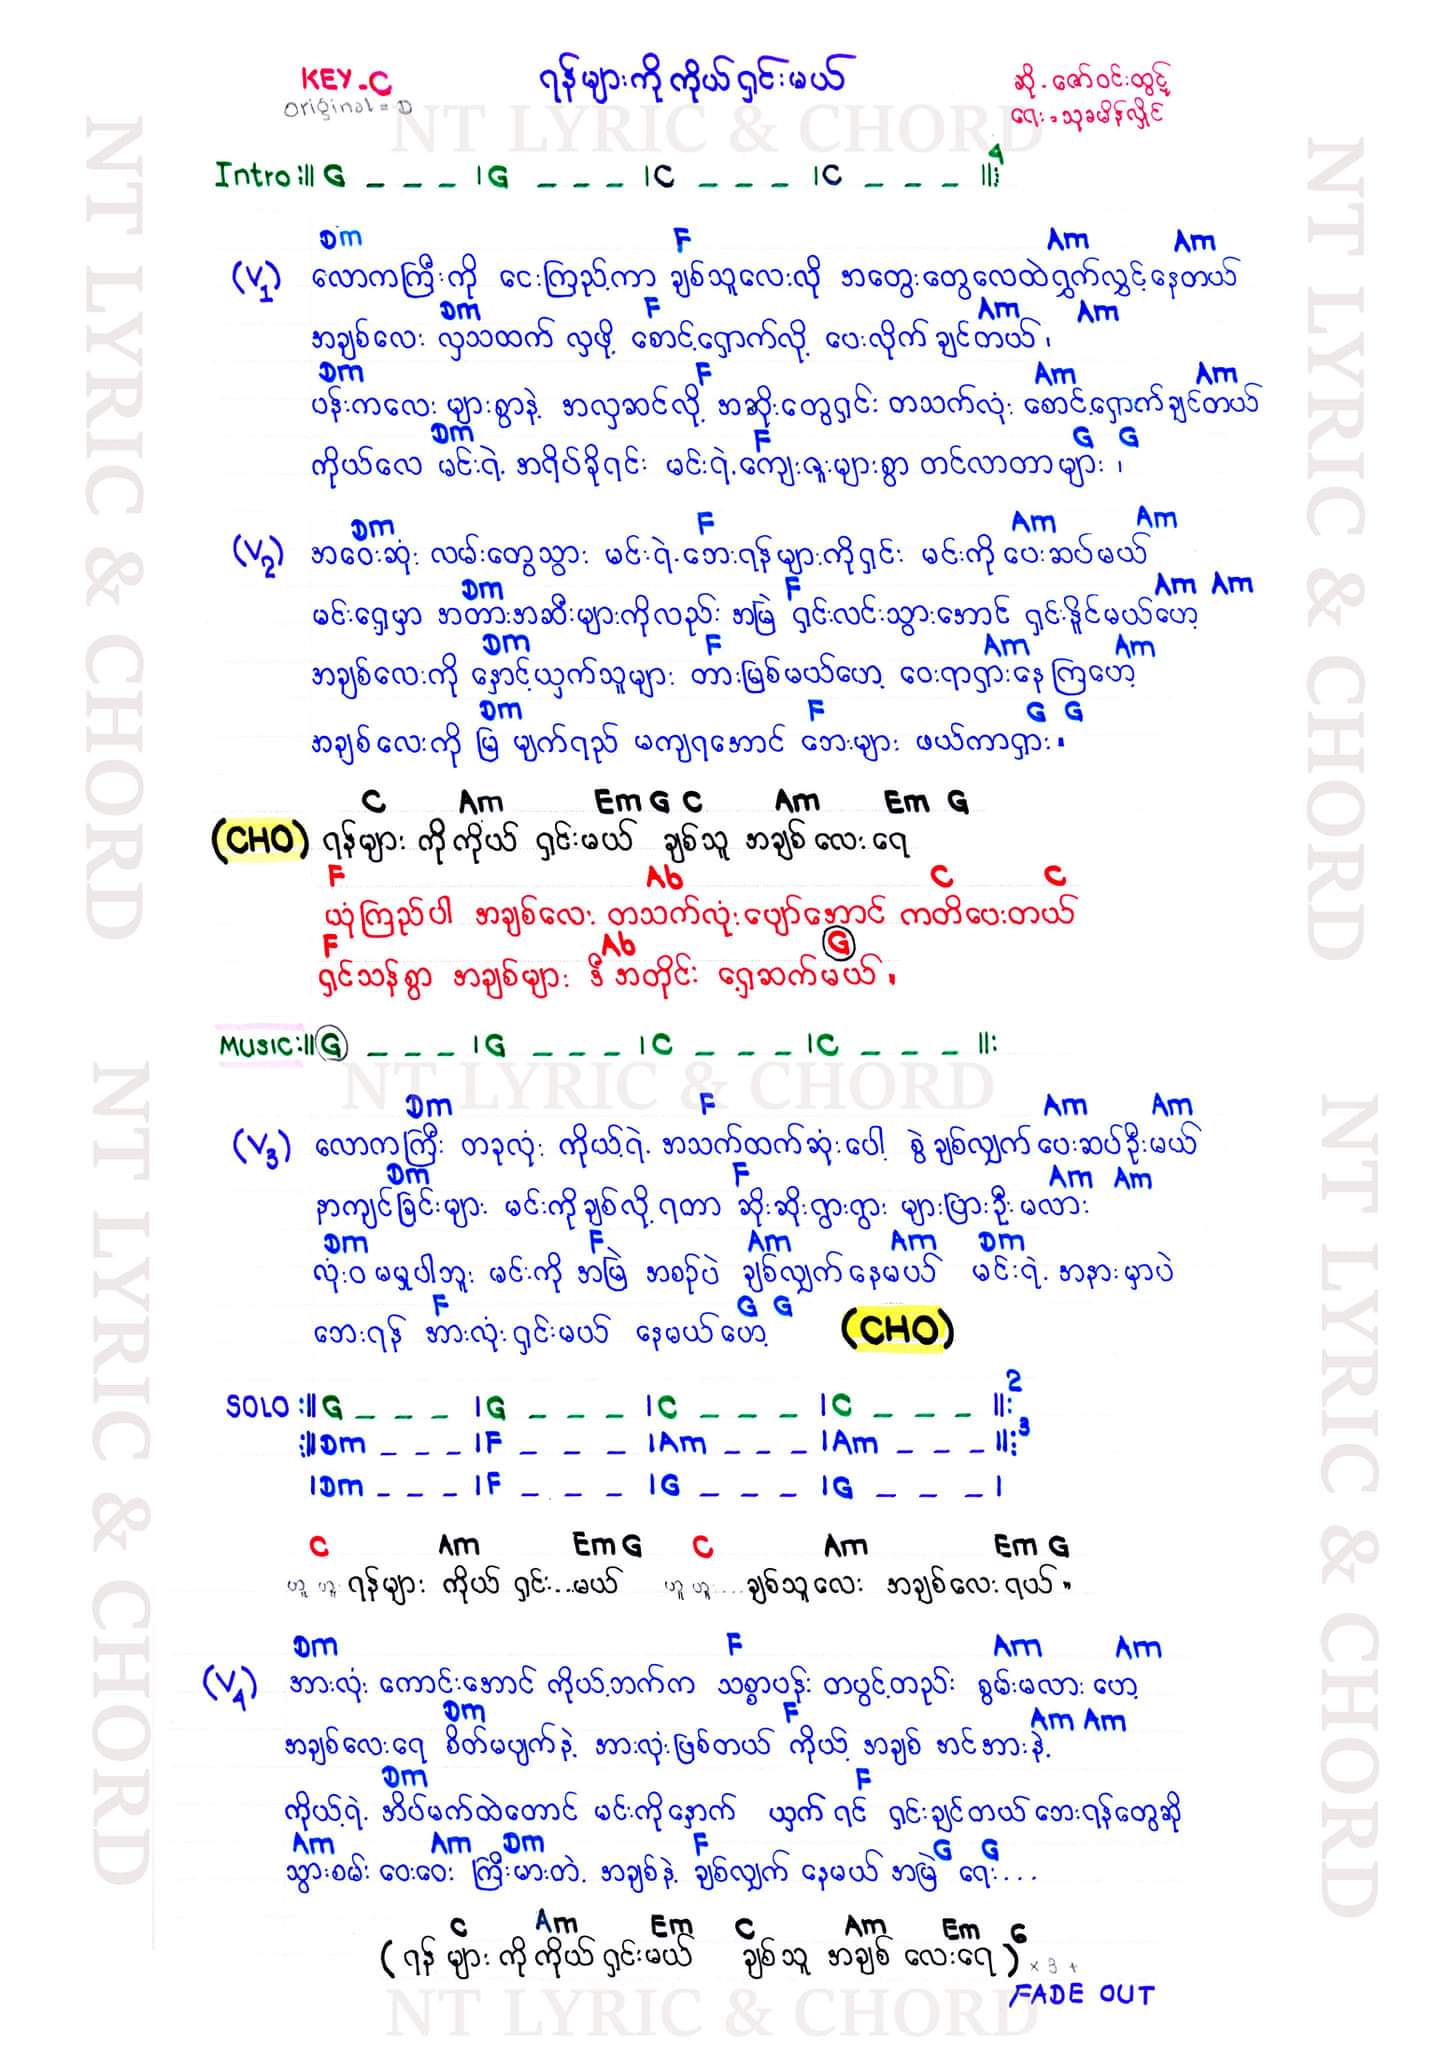 KEY-C
ရန်များကိုကိုယ်ရှင်းမယ်
ဆို-ဇော်ဝင်းထွဋ်
original = D
ရေး-သုခမိန်လှိုင်
NT LYRIC & CHORD
Intro :|| G _ _ _ | G _ _ _ | C _ _ _ | C _ _ _ ||: 4
Dm F Am Am
(V1) လောကကြီးကို ငေးကြည့်ကာ ချစ်သူလေးလို အတွေးတွေလေထဲရွက်လွှင့်နေတယ်
Dm F Am Am
အချစ်လေး လှသထက် လှဖို့ စောင့်ရှောက်လို့ ပေးလိုက်ချင်တယ်၊
Dm F Am Am
ပန်းကလေး များစွာနဲ့ အလှဆင်လို့ အဆိုးတွေရှင်း တသက်လုံး စောင့်ရှောက်ချင်တယ်
Dm F G G
ကိုယ်လေ မင်းရဲ့ အရိပ်ခိုရင်း မင်းရဲ့ကျေးဇူးများစွာ တင်လာတာများ ၊
Dm F Am Am
(V2) အဝေးဆုံး လမ်းတွေသွား မင်းရဲ့ဘေးရန်များကိုရှင်း မင်းကိုပေးဆပ်မယ်
Dm F Am Am
မင်းရှေ့မှာ အတားအဆီးများကိုလည်း အမြဲ ရှင်းလင်းသွားအောင် ရှင်းနိူင်မယ်ဟေ့
Dm F Am Am
အချစ်လေးကို နှောင့်ယှက်သူများ တားမြစ်မယ်ဟေ့ ဝေးရာရှားနေကြဟေ့
Dm F G G
အချစ်လေးကို မြဲ မျက်ရည် မကျရအောင် ဘေးများ ဖယ်ကာရှား။
C Am Em G C Am Em G
(CHO) ရန်များ ကိုကိုယ် ရှင်းမယ် ချစ်သူ အချစ်လေးရေ
F Ab C C
ယုံကြည်ပါ အချစ်လေး တသက်လုံးပျော်အောင် ကတိပေးတယ်
F Ab G
ရှင်သန်စွာ အချစ်များ ဒီအတိုင်း ရှေ့ဆက်မယ်။
MUSIC :|| G _ _ _ | G _ _ _ | C _ _ _ | C _ _ _ ||:
NT LYRIC & CHORD
Dm F Am Am
(V3) လောကကြီး တခုလုံး ကိုယ့်ရဲ့ အသက်ထက်ဆုံးပေါ့ စွဲချစ်လျှက်ပေးဆပ်ဦးမယ်
Dm F Am Am
နာကျင်ခြင်းများ မင်းကိုချစ်လို့ရတာ ဆိုးဆိုးရွားရွား များပြားဦးမလား
Dm F Am Am Dm
လုံးဝ မမှုပါဘူး မင်းကို အမြဲ အစဉ်ပဲ ချစ်လျှက်နေမယ် မင်းရဲ့ အနားမှာပဲ
F G G
ဘေးရန် အားလုံးရှင်းမယ် နေမယ်ဟေ့ (CHO)
SOLO :|| G _ _ _ | G _ _ _ | C _ _ _ | C _ _ _ ||: 2
:|| Dm _ _ _ | F _ _ _ | Am _ _ _ | Am _ _ _ ||: 3
| Dm _ _ _ | F _ _ _ | G _ _ _ | G _ _ _ |
C Am Em G C Am Em G
ဟူး ဟူး ရန်များ ကိုယ် ရှင်း...မယ် ဟူး ဟူး....ချစ်သူလေး အချစ်လေးရယ်။
Dm F Am Am
(V4) အားလုံး ကောင်းအောင် ကိုယ့်ဘက်က သစ္စာပန်း တပွင့်တည်း စွမ်းမလားဟေ့
Dm F Am Am
အချစ်လေးရေ စိတ်မပျက်နဲ့ အားလုံးဖြစ်တယ် ကိုယ့် အချစ် အင်အားနဲ့
Dm F
ကိုယ့်ရဲ့ အိပ်မက်ထဲတောင် မင်းကိုနှောက် ယှက်ရင် ရှင်းချင်တယ် ဘေးရန်တွေဆို
Am Am Dm F G G
သွားစမ်း ဝေးဝေး ကြီးမားတဲ့ အချစ်နဲ့ ချစ်လျှက် နေမယ် အမြဲ ရေး...
C Am Em C Am Em
(ရန်များ ကိုကိုယ်ရှင်းမယ် ချစ်သူ အချစ်လေးရေ) 6 × 3 +
FADE OUT
NT LYRIC & CHORD
NT LYRIC & CHORD
NT LYRIC & CHORD
NT LYRIC & CHORD
NT LYRIC & CHORD